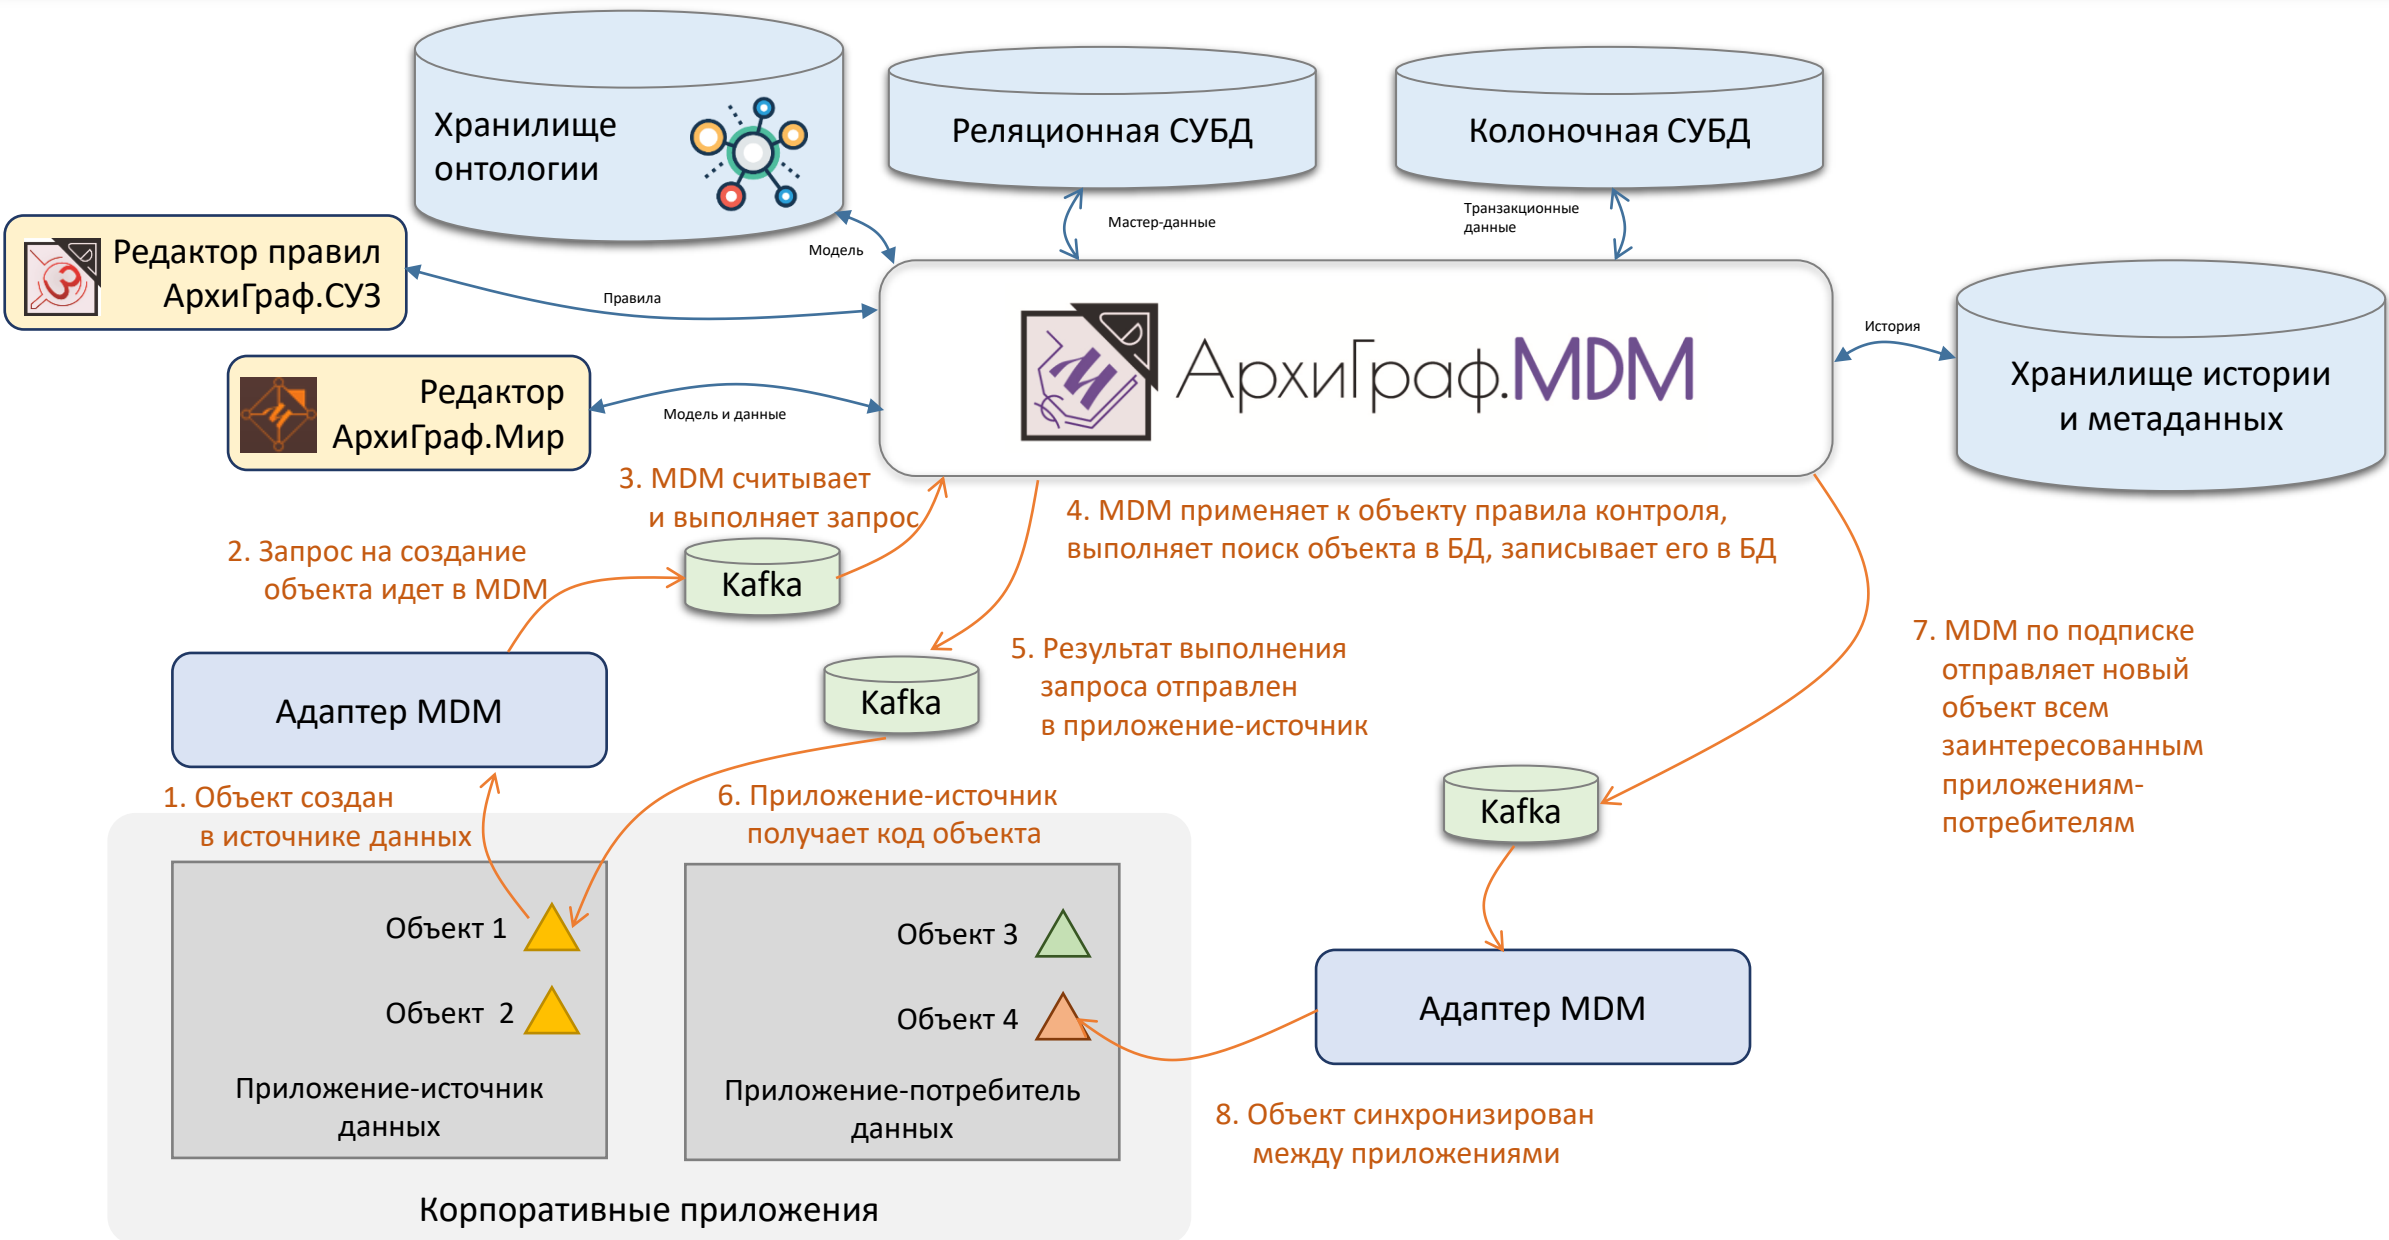 Хранилище
онтологии
Реляционная СУБД
Колоночная СУБД
Мастер-данные
Транзакционные
данные
Модель
Редактор правил
АрхиГраф.СУЗ
Правила
АрхиГраф.MDM
История
Хранилище истории
и метаданных
Редактор
АрхиГраф.Мир
Модель и данные
3. MDM считывает
и выполняет запрос
4. MDM применяет к объекту правила контроля,
выполняет поиск объекта в БД, записывает его в БД
2. Запрос на создание
объекта идет в MDM
Kafka
5. Результат выполнения
запроса отправлен
в приложение-источник
Kafka
7. MDM по подписке
отправляет новый
объект всем
заинтересованным
приложениям-
потребителям
Адаптер MDM
1. Объект создан
в источнике данных
6. Приложение-источник
получает код объекта
Kafka
Объект 1
Объект  2
Приложение-источник
данных
Объект 3
Объект 4
Приложение-потребитель
данных
Адаптер MDM
8. Объект синхронизирован
между приложениями
Корпоративные приложения